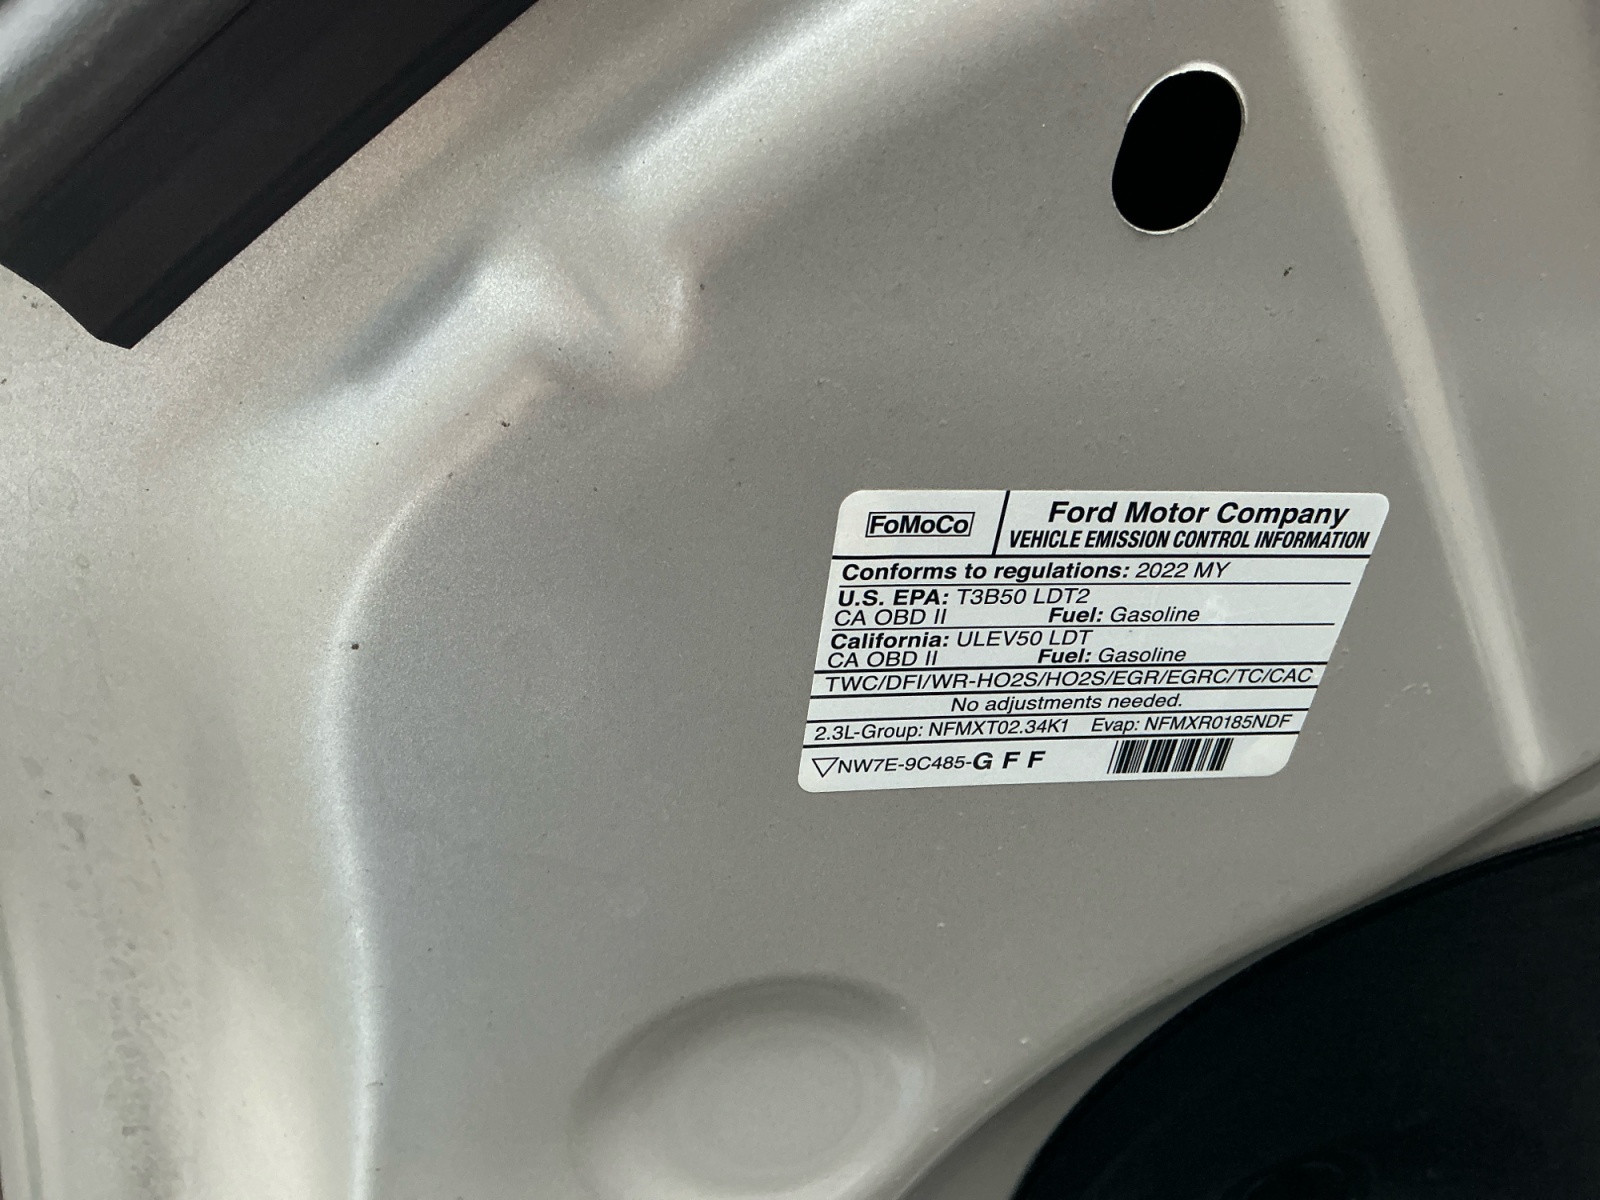 FoMoCo
Ford Motor Company
VEHICLE EMISSION CONTROL INFORMATION
Conforms to regulations: 2022 MY
U.S. EPA: T3B50 LDT2
CA OBD II Fuel: Gasoline
California: ULEV50 LDT
CA OBD II Fuel: Gasoline
TWC/DFI/WR-HO2S/HO2S/EGR/EGRC/TC/CAC
No adjustments needed.
2.3L-Group: NFMXT02.34K1 Evap: NFMXR0185NDF
▽NW7E-9C485-G F F